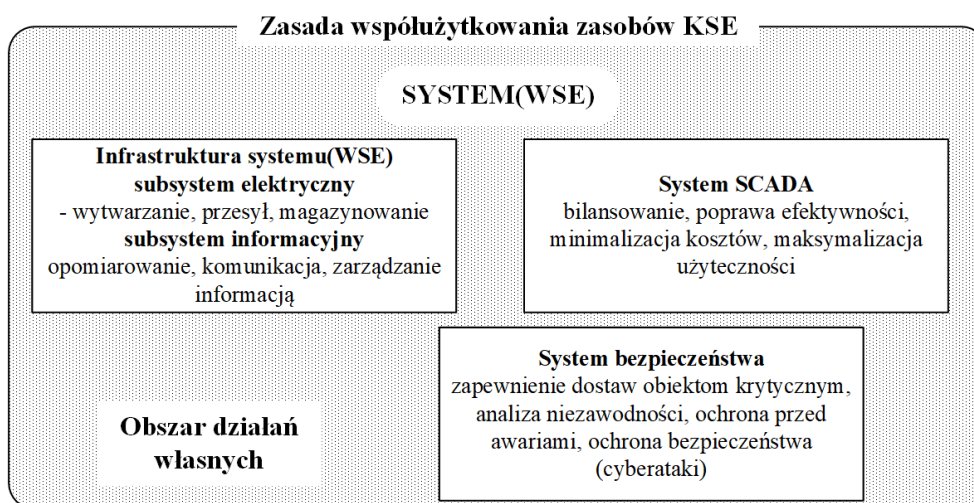 Zasada współużytkowania zasobów KSE
SYSTEM(WSE)
Infrastruktura systemu(WSE)
subsystem elektryczny
- wytwarzanie, przesył, magazynowanie
subsystem informacyjny
opomiarowanie, komunikacja, zarządzanie
informacją
System SCADA
bilansowanie, poprawa efektywności,
minimalizacja kosztów, maksymalizacja
użyteczności
System bezpieczeństwa
zapewnienie dostaw obiektom krytycznym,
analiza niezawodności, ochrona przed
awariami, ochrona bezpieczeństwa
(cyberataki)
Obszar działań
własnych